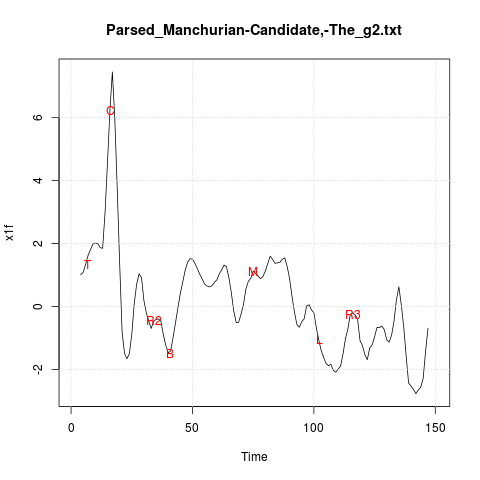 Parsed_Manchurian-Candidate,-The_g2.txt
x1f
6
4
2
0
-2
C
T
M
R2
B
L
R3
0 50 100 150
Time